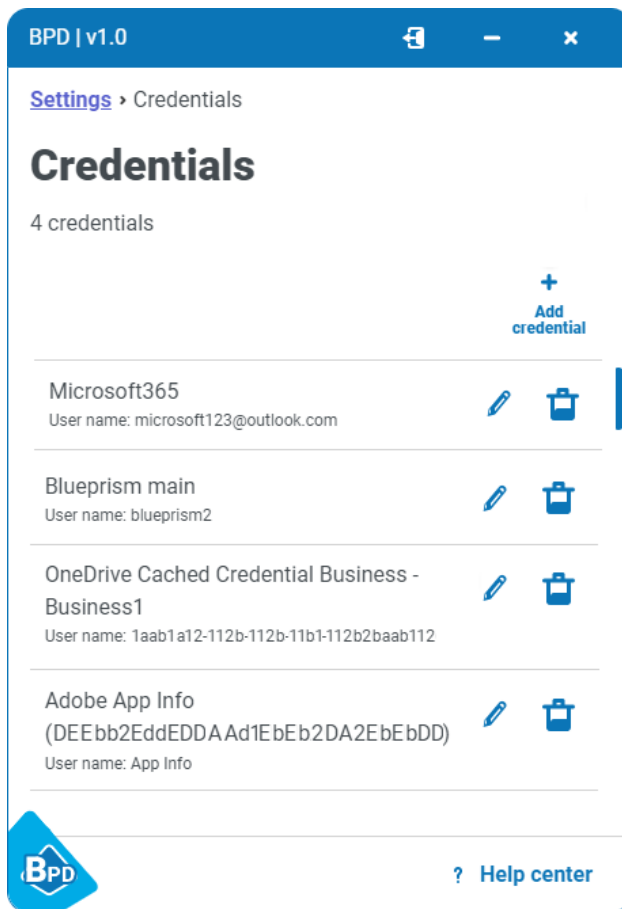 BPD | v1.0
Settings › Credentials
Credentials
4 credentials
+
Add
credential
Microsoft365
User name: microsoft123@outlook.com
Blueprism main
User name: blueprism2
OneDrive Cached Credential Business -
Business1
User name: 1aab1a12-112b-112b-11b1-112b2baab112
Adobe App Info
(DEEbb2EddEDDAAd1EbEb2DA2EbEbDD)
User name: App Info
BPD
? Help center